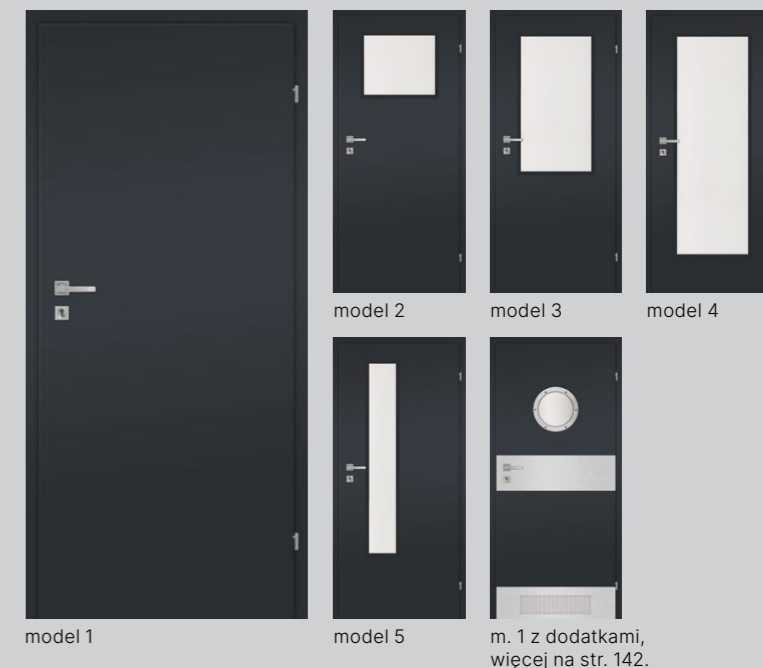 model 2
model 3
model 4
model 1
model 5
m. 1 z dodatkami,
więcej na str. 142.